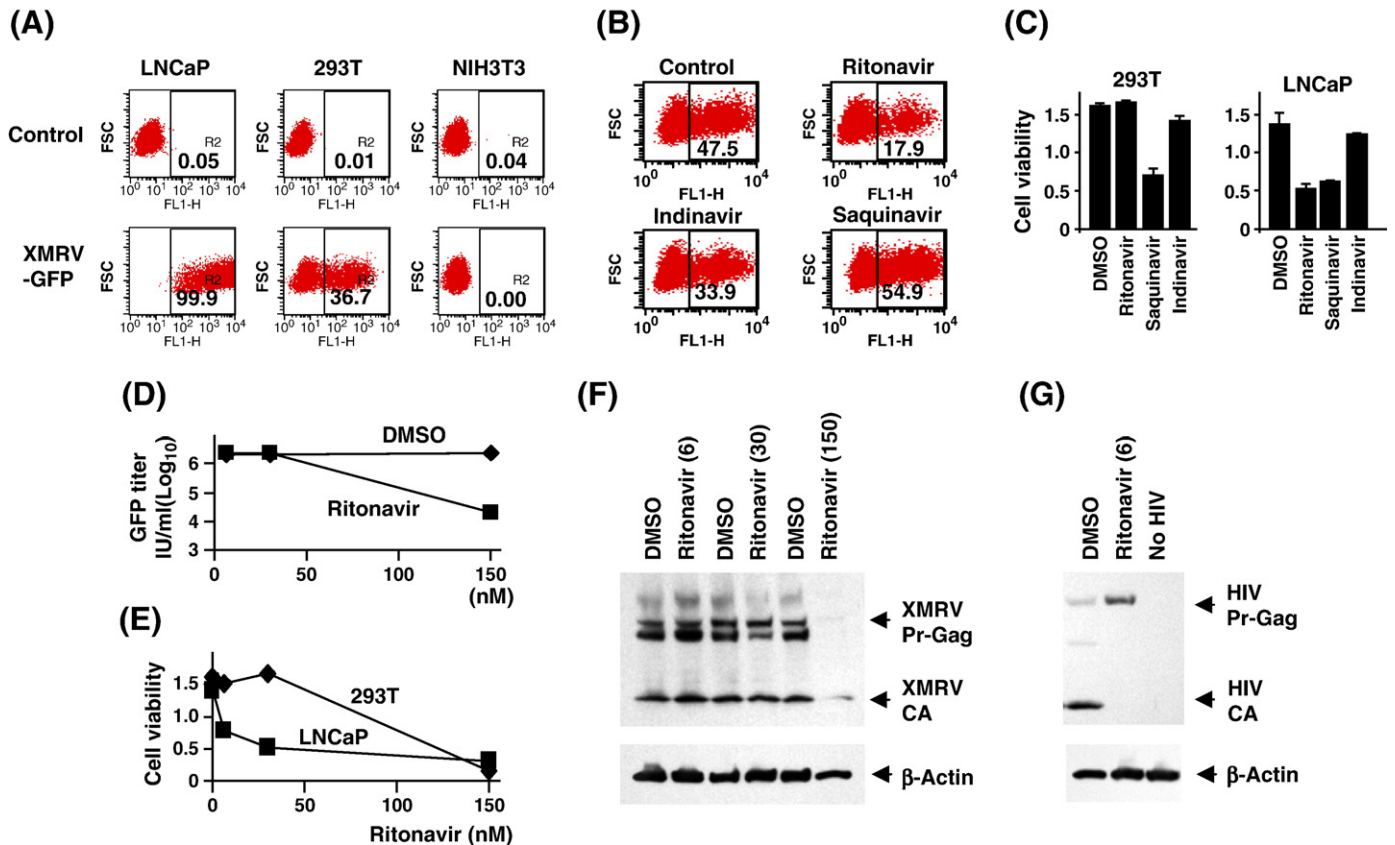 (A)
LNCaP
293T
NIH3T3
Control
FSC
R2
0.05
10⁰ 10¹ 10² 10³ 10⁴
FL1-H
FSC
R2
0.01
10⁰ 10¹ 10² 10³ 10⁴
FL1-H
FSC
R2
0.04
10⁰ 10¹ 10² 10³ 10⁴
FL1-H
XMRV
-GFP
FSC
R2
99.9
10⁰ 10¹ 10² 10³ 10⁴
FL1-H
FSC
R2
36.7
10⁰ 10¹ 10² 10³ 10⁴
FL1-H
FSC
R2
0.00
10⁰ 10¹ 10² 10³ 10⁴
FL1-H
(B)
Control
FSC
47.5
10⁰ 10⁴
FL1-H
Ritonavir
FSC
17.9
10⁰ 10⁴
FL1-H
Indinavir
FSC
33.9
10⁰ 10⁴
FL1-H
Saquinavir
FSC
54.9
10⁰ 10⁴
FL1-H
(C)
293T
Cell viability
1.5
1.0
0.5
0
DMSO
Ritonavir
Saquinavir
Indinavir
LNCaP
1.5
1.0
0.5
0
DMSO
Ritonavir
Saquinavir
Indinavir
(D)
GFP titer
IU/ml(Log₁₀)
6
5
4
3
DMSO
Ritonavir
0 50 100 150
(nM)
(E)
Cell viability
1.5
1.0
0.5
0
293T
LNCaP
0 50 100 150
Ritonavir (nM)
(F)
DMSO
Ritonavir (6)
DMSO
Ritonavir (30)
DMSO
Ritonavir (150)
XMRV
Pr-Gag
XMRV
CA
β-Actin
(G)
DMSO
Ritonavir (6)
No HIV
HIV
Pr-Gag
HIV
CA
β-Actin